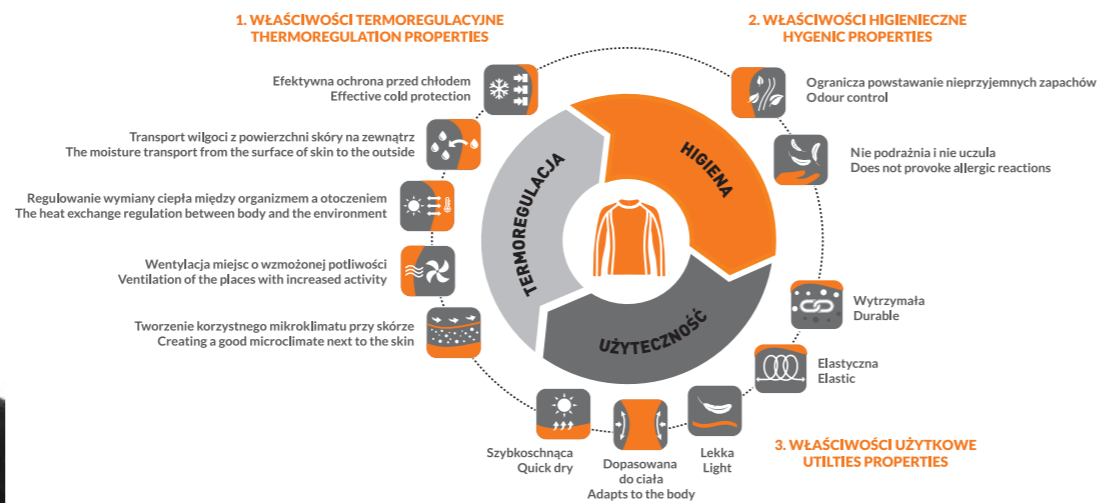 1. WŁAŚCIWOŚCI TERMOREGULACYJNE
THERMOREGULATION PROPERTIES
Efektywna ochrona przed chłodem
Effective cold protection
Transport wilgoci z powierzchni skóry na zewnątrz
The moisture transport from the surface of skin to the outside
Regulowanie wymiany ciepła między organizmem a otoczeniem
The heat exchange regulation between body and the environment
Wentylacja miejsc o wzmożonej potliwości
Ventilation of the places with increased activity
Tworzenie korzystnego mikroklimatu przy skórze
Creating a good microclimate next to the skin
TERMOREGULACJA
HIGIENA
UŻYTECZNOŚĆ
2. WŁAŚCIWOŚCI HIGIENICZNE
HYGENIC PROPERTIES
Ogranicza powstawanie nieprzyjemnych zapachów
Odour control
Nie podrażnia i nie uczula
Does not provoke allergic reactions
Wytrzymała
Durable
Elastyczna
Elastic
Lekka
Light
Dopasowana
do ciała
Adapts to the body
Szybkoschnąca
Quick dry
3. WŁAŚCIWOŚCI UŻYTKOWE
UTILTIES PROPERTIES